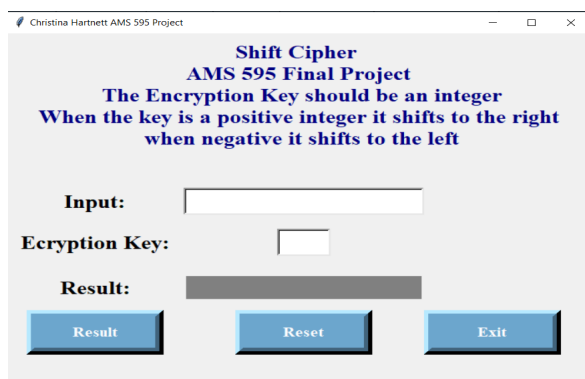 Christina Hartnett AMS 595 Project
Shift Cipher
AMS 595 Final Project
The Encryption Key should be an integer
When the key is a positive integer it shifts to the right
when negative it shifts to the left
Input:
Ecryption Key:
Result:
Result Reset Exit